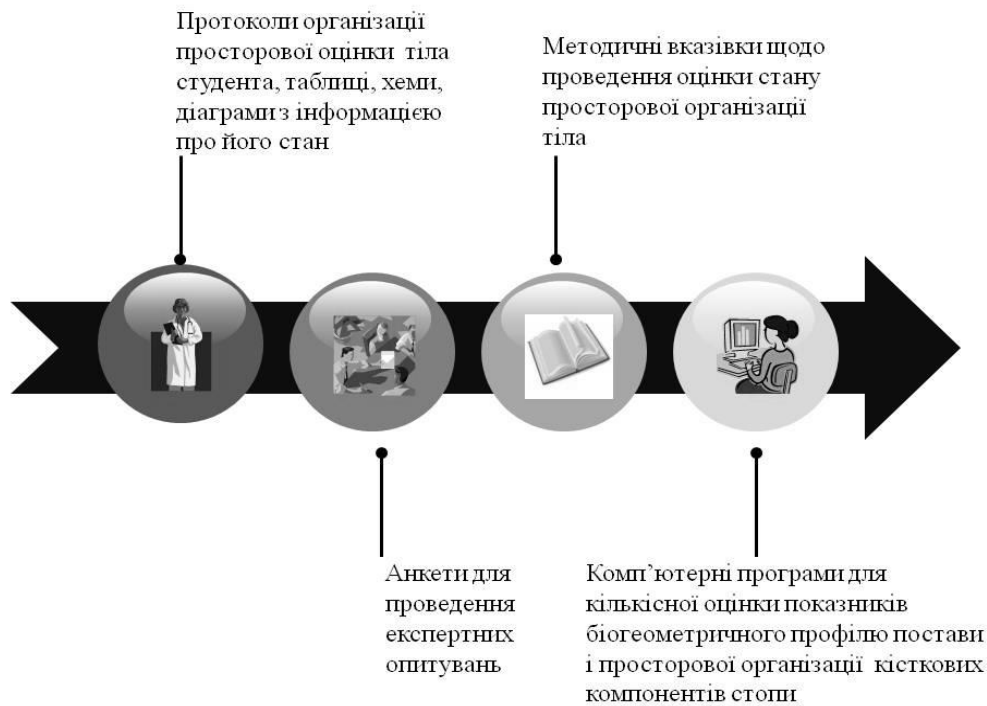 Протоколи організації
просторової оцінки тіла
студента, таблиці, хеми,
діаграми з інформацією
про його стан
Методичні вказівки щодо
проведення оцінки стану
просторової організації
тіла
Анкети для
проведення
експертних
опитувань
Комп’ютерні програми для
кількісної оцінки показників
біогеометричного профілю постави
і просторової організації кісткових
компонентів стопи